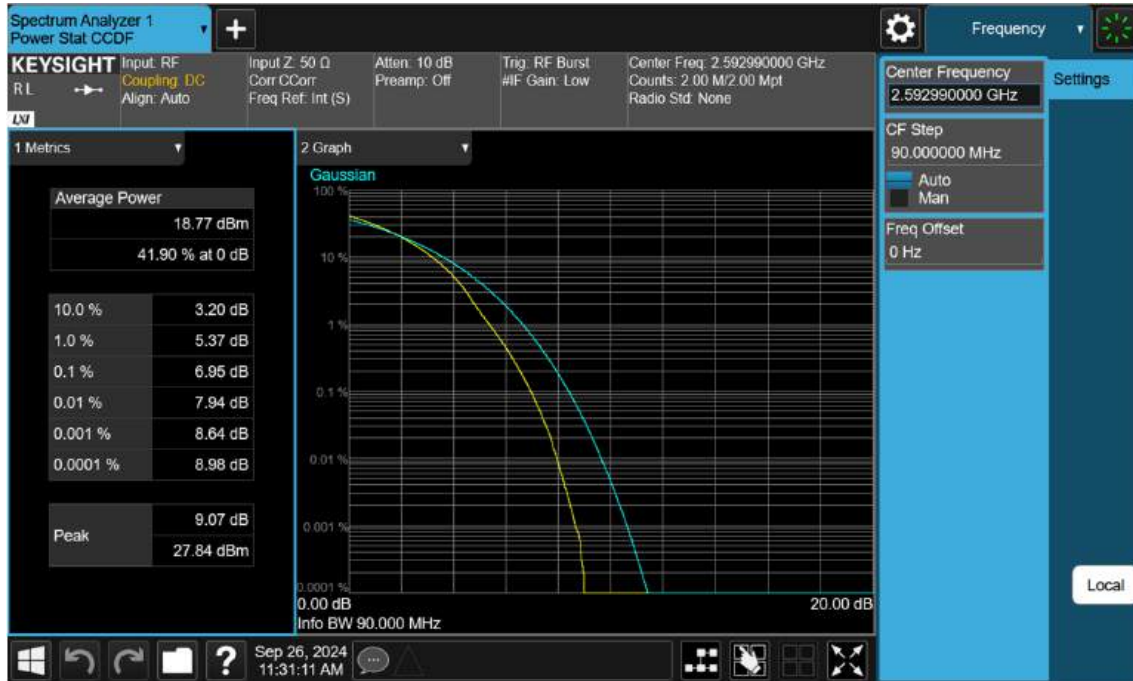 Spectrum Analyzer 1
Power Stat CCDF
+
Frequency
KEYSIGHT
R L
LXI
Input: RF
Coupling: DC
Align: Auto
Input Z: 50 Ω
Corr CCorr
Freq Ref: Int (S)
Atten: 10 dB
Preamp: Off
Trig: RF Burst
#IF Gain: Low
Center Freq: 2.592990000 GHz
Counts: 2.00 M/2.00 Mpt
Radio Std: None
Center Frequency
2.592990000 GHz
Settings
CF Step
90.000000 MHz
Auto
Man
Freq Offset
0 Hz
1 Metrics
Average Power
18.77 dBm
41.90 % at 0 dB
10.0 % 3.20 dB
1.0 % 5.37 dB
0.1 % 6.95 dB
0.01 % 7.94 dB
0.001 % 8.64 dB
0.0001 % 8.98 dB
Peak
9.07 dB
27.84 dBm
2 Graph
Gaussian
100 %
10 %
1 %
0.1 %
0.01 %
0.001 %
0.0001 %
0.00 dB
20.00 dB
Info BW 90.000 MHz
Local
?
Sep 26, 2024
11:31:11 AM